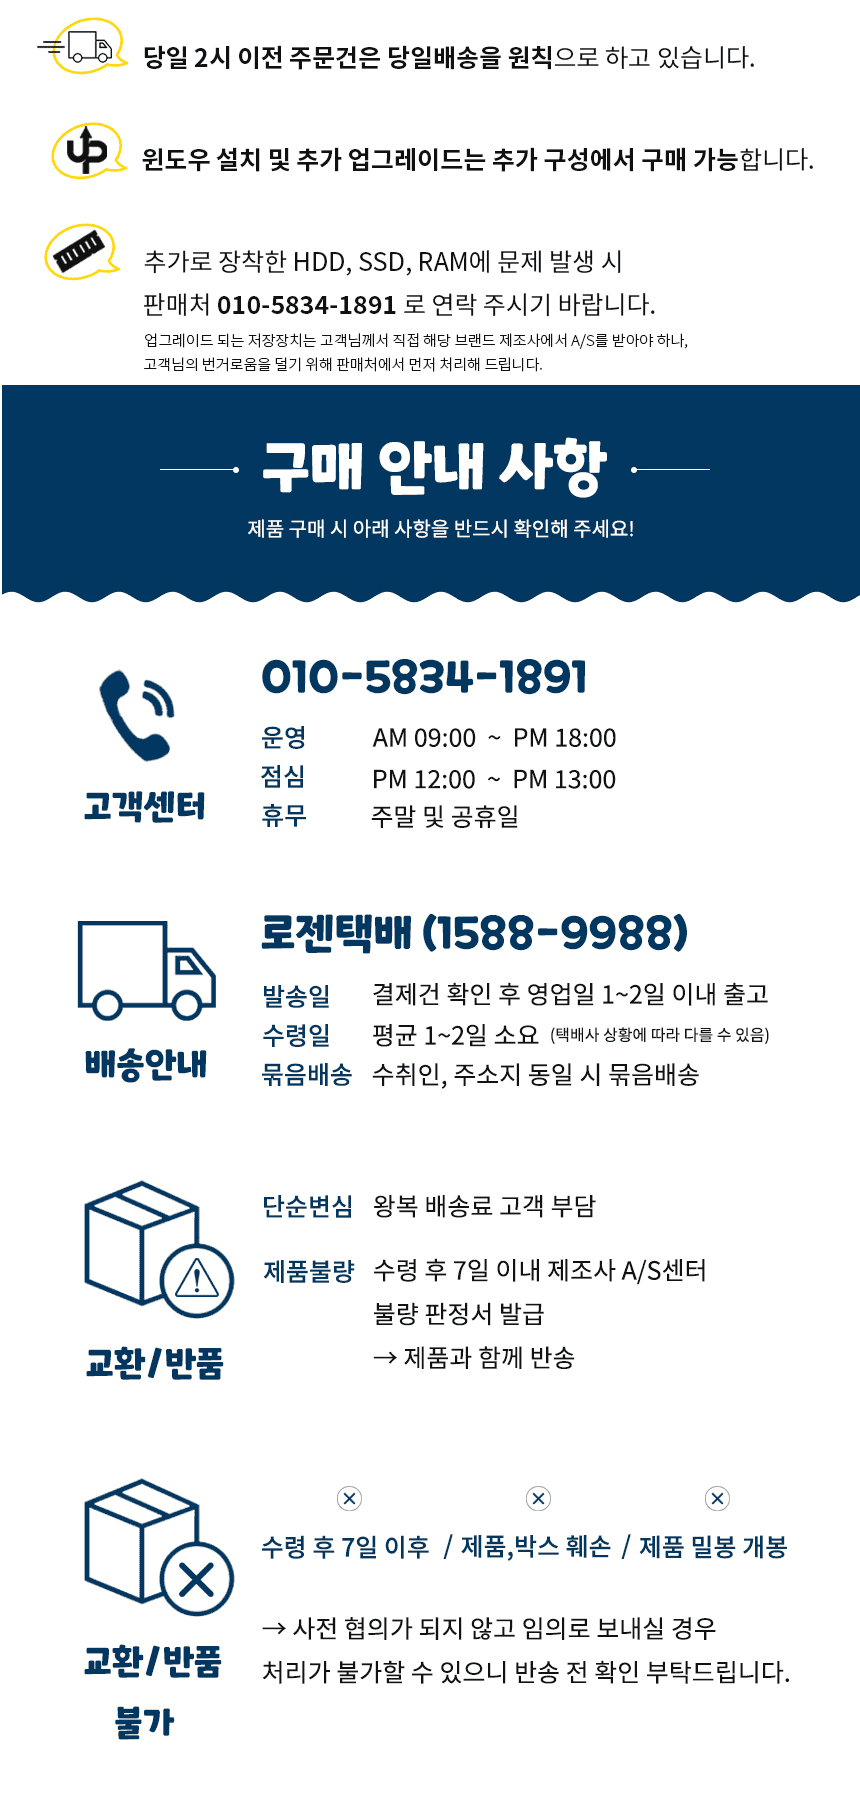 당일 2시 이전 주문건은 당일배송을 원칙으로 하고 있습니다.
UP
윈도우 설치 및 추가 업그레이드는 추가 구성에서 구매 가능합니다.
추가로 장착한 HDD, SSD, RAM에 문제 발생 시
판매처 010-5834-1891 로 연락 주시기 바랍니다.
업그레이드 되는 저장장치는 고객님께서 직접 해당 브랜드 제조사에서 A/S를 받아야 하나,
고객님의 번거로움을 덜기 위해 판매처에서 먼저 처리해 드립니다.
구매 안내 사항
제품 구매 시 아래 사항을 반드시 확인해 주세요!
고객센터
010-5834-1891
운영 AM 09:00 ~ PM 18:00
점심 PM 12:00 ~ PM 13:00
휴무 주말 및 공휴일
배송안내
로젠택배 (1588-9988)
발송일 결제건 확인 후 영업일 1~2일 이내 출고
수령일 평균 1~2일 소요 (택배사 상황에 따라 다를 수 있음)
묶음배송 수취인, 주소지 동일 시 묶음배송
교환/반품
단순변심 왕복 배송료 고객 부담
제품불량 수령 후 7일 이내 제조사 A/S센터
불량 판정서 발급
→ 제품과 함께 반송
교환/반품
불가
수령 후 7일 이후 / 제품,박스 훼손 / 제품 밀봉 개봉
→ 사전 협의가 되지 않고 임의로 보내실 경우
처리가 불가할 수 있으니 반송 전 확인 부탁드립니다.